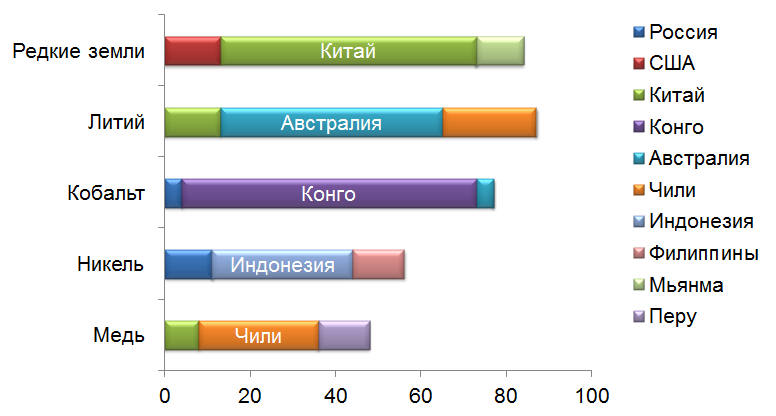 Редкие земли
Китай
Литий
Австралия
Кобальт
Конго
Никель
Индонезия
Медь
Чили
0 20 40 60 80 100
Россия
США
Китай
Конго
Австралия
Чили
Индонезия
Филиппины
Мьянма
Перу